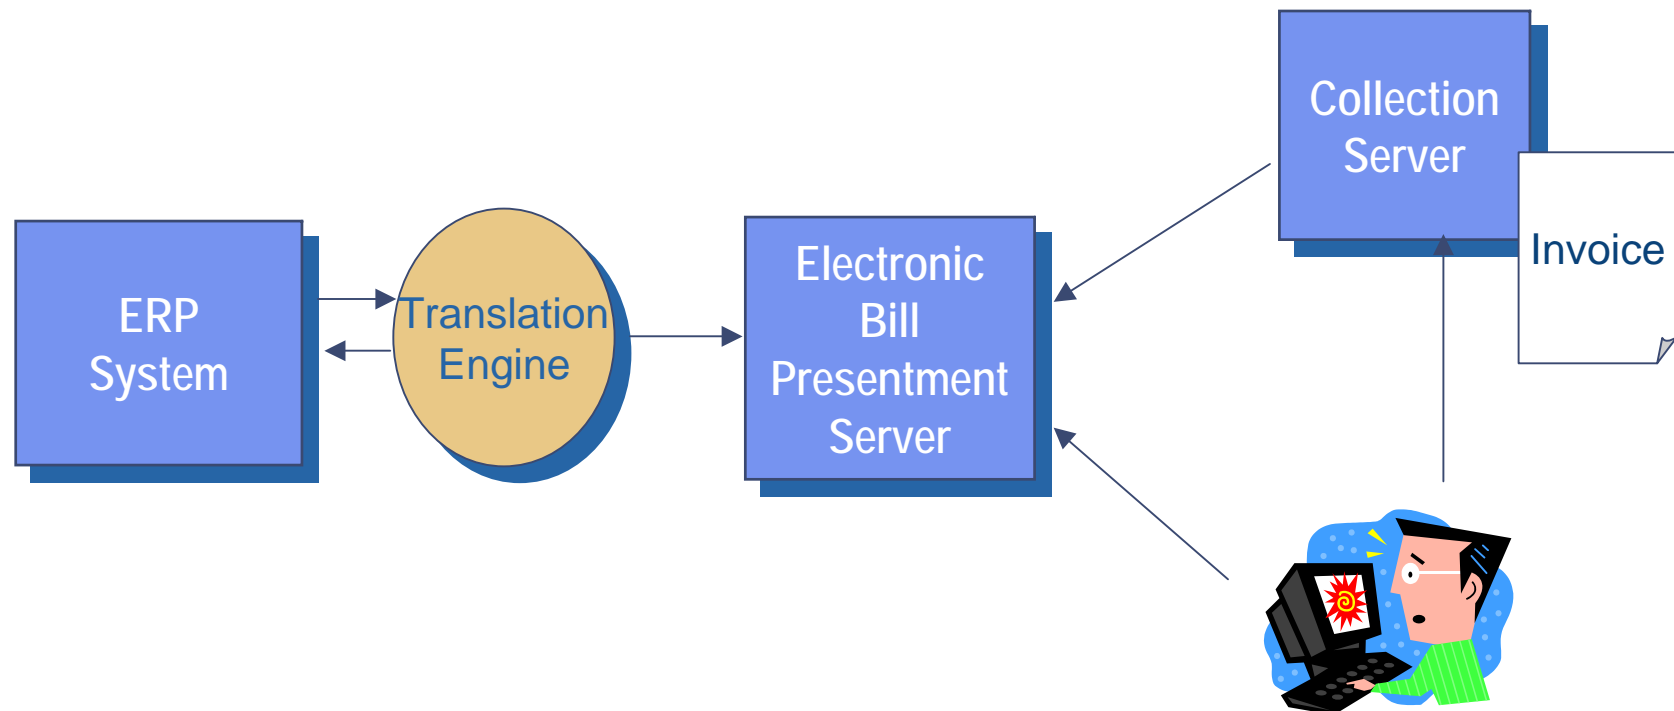 ERP
System
Translation
Engine
Electronic
Bill
Presentment
Server
Collection
Server
Invoice